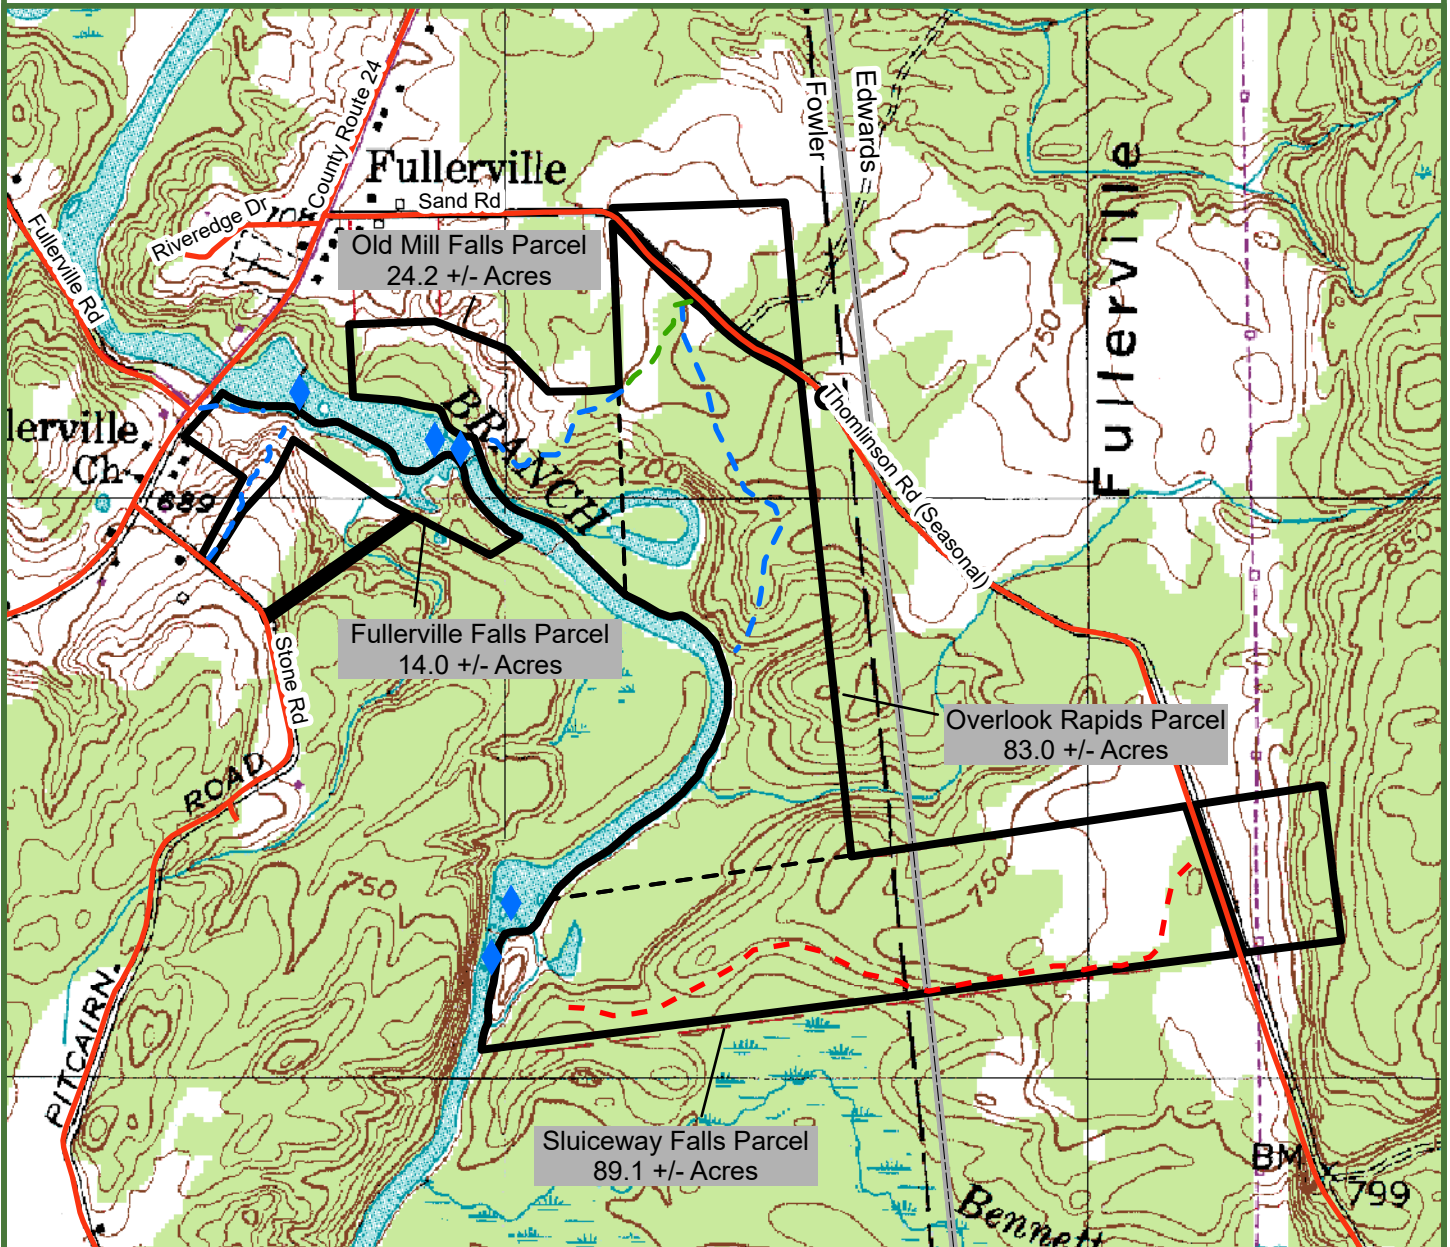 County Route 24
Fowler
Edwards
Fullerville
Sand Rd
Riveredge Dr
Fullerville Rd
Old Mill Falls Parcel
24.2 +/- Acres
Fullerville
750
lerville
Ch
689
BRANCH
700
Thomlinson Rd (Seasonal)
850
Fullerville Falls Parcel
14.0 +/- Acres
Stone Rd
Overlook Rapids Parcel
83.0 +/- Acres
ROAD
750
750
PITCAIRN
Sluiceway Falls Parcel
89.1 +/- Acres
BM
799
Bennett